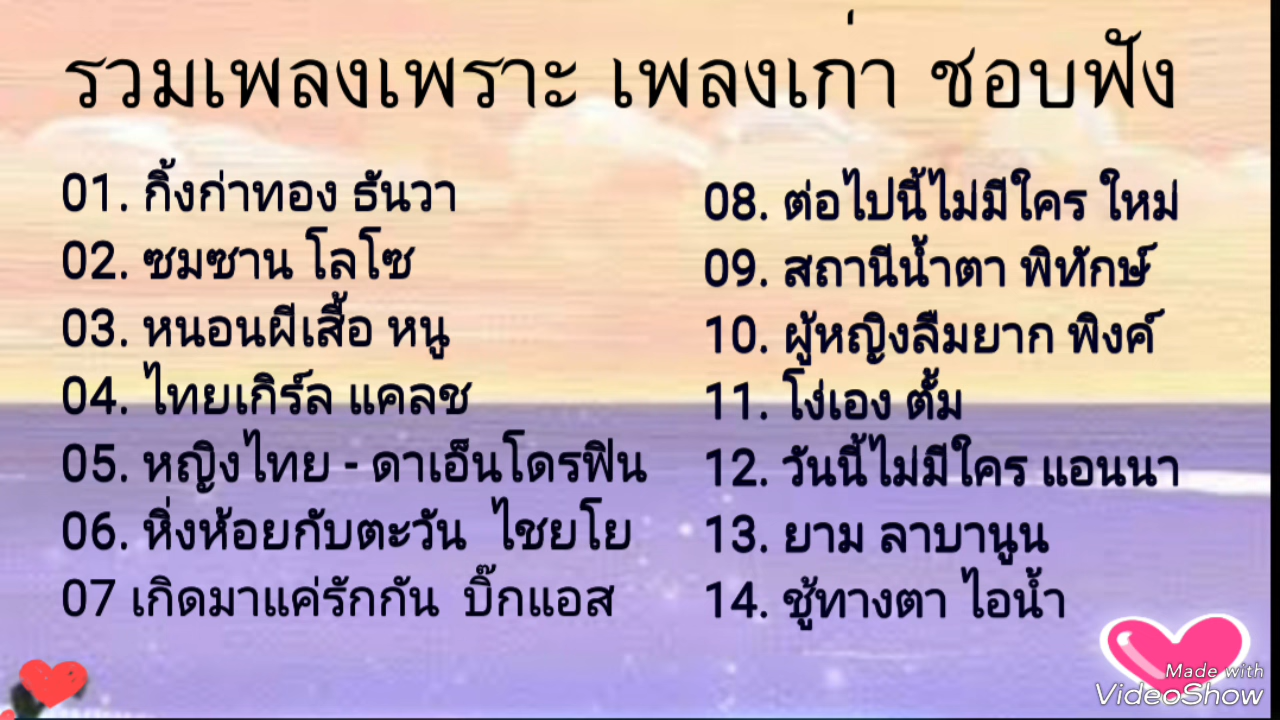 รวมเพลงเพราะ เพลงเก่า ชอบฟัง
01. กิ้งก่าทอง ธันวา
02. ซมซาน โลโซ
03. หนอนผีเสื้อ หนู
04. ไทยเกิร์ล แคลช
05. หญิงไทย - ดาเอ็นโดรฟิน
06. หิ่งห้อยกับตะวัน ไชยโย
07 เกิดมาแค่รักกัน บิ๊กแอส
08. ต่อไปนี้ไม่มีใคร ใหม่
09. สถานีน้ำตา พิทักษ์
10. ผู้หญิงลืมยาก พิงค์
11. โง่เอง ตั้ม
12. วันนี้ไม่มีใคร แอนนา
13. ยาม ลาบานูน
14. ชู้ทางตา ไอน้ำ
Made with
VideoShow